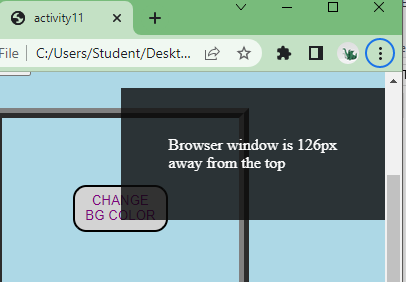 activity11
File
C:/Users/Student/Deskt...
Browser window is 126px
away from the top
CHANGE
BG COLOR